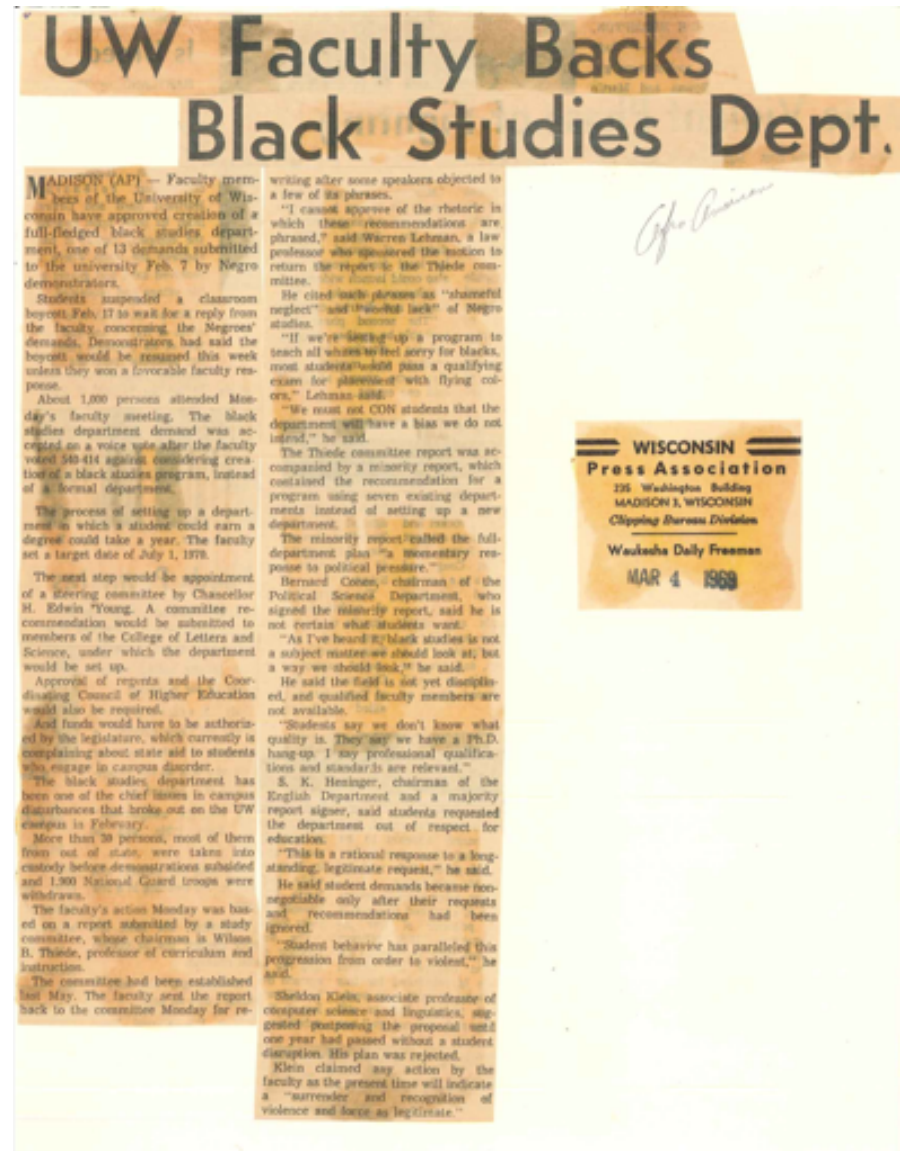 UW Faculty Backs
Black Studies Dept.
MADISON (AP) — Faculty mem-
bers of the University of Wis-
consin have approved creation of a
full-fledged black studies depart-
ment, one of 13 demands submitted
to the university Feb. 7 by Negro
demonstrators.
Students suspended a classroom
boycott Feb. 17 to wait for a reply from
the faculty concerning the Negroes'
demands. Demonstrators had said the
boycott would be resumed this week
unless they won a favorable faculty res-
ponse.
About 1,000 persons attended Mon-
day's faculty meeting. The black
studies department demand was ac-
cepted on a voice vote after the faculty
voted 540-414 against considering crea-
tion of a black studies program, instead
of a formal department.
The process of setting up a depart-
ment in which a student could earn a
degree could take a year. The faculty
set a target date of July 1, 1970.
The next step would be appointment
of a steering committee by Chancellor
H. Edwin Young. A committee re-
commendation would be submitted to
members of the College of Letters and
Science, under which the department
would be set up.
Approval of regents and the Coor-
dinating Council of Higher Education
would also be required.
And funds would have to be authoriz-
ed by the legislature, which currently is
complaining about state aid to students
who engage in campus disorder.
The black studies department has
been one of the chief issues in campus
disturbances that broke out on the UW
campus in February.
More than 30 persons, most of them
from out of state, were taken into
custody before demonstrations subsided
and 1,900 National Guard troops were
withdrawn.
The faculty's action Monday was bas-
ed on a report submitted by a study
committee, whose chairman is Wilson
B. Thiede, professor of curriculum and
instruction.
The committee had been established
last May. The faculty sent the report
back to the committee Monday for re-
writing after some speakers objected to
a few of its phrases.
"I cannot approve of the rhetoric in
which these recommendations are
phrased," said Warren Lehman, a law
professor who sponsored the motion to
return the report to the Thiede com-
mittee.
He cited such phrases as "shameful
neglect" and "woeful lack" of Negro
studies.
"If we're setting up a program to
teach all whites to feel sorry for blacks,
most students would pass a qualifying
exam for placement with flying col-
ors," Lehman said.
"We must not CON students that the
department will have a bias we do not
intend," he said.
The Thiede committee report was ac-
companied by a minority report, which
contained the recommendation for a
program using seven existing depart-
ments instead of setting up a new
department.
The minority report called the full-
department plan "a momentary res-
ponse to political pressure."
Bernard Cohen, chairman of the
Political Science Department, who
signed the minority report, said he is
not certain what students want.
"As I've heard it, black studies is not
a subject matter we should look at, but
a way we should look," he said.
He said the field is not yet disciplin-
ed, and qualified faculty members are
not available.
"Students say we don't know what
quality is. They say we have a Ph.D.
hang-up. I say professional qualifica-
tions and standards are relevant."
S. K. Heninger, chairman of the
English Department and a majority
report signer, said students requested
the department out of respect for
education.
"This is a rational response to a long-
standing, legitimate request," he said.
He said student demands became non-
negotiable only after their requests
and recommendations had been
ignored.
"Student behavior has paralleled this
progression from order to violent," he
said.
Sheldon Klein, associate professor of
computer science and linguistics, sug-
gested postponing the proposal until
one year had passed without a student
disruption. His plan was rejected.
Klein claimed any action by the
faculty as the present time will indicate
a "surrender and recognition of
violence and force as legitimate."
Afro American
WISCONSIN
Press Association
235 Washington Building
MADISON 3, WISCONSIN
Clipping Bureau Division
Waukesha Daily Freeman
MAR 4 1969